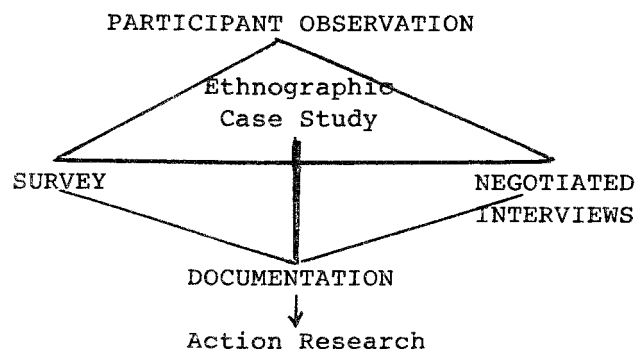 PARTICIPANT OBSERVATION
Ethnographic
Case Study
SURVEY
NEGOTIATED
INTERVIEWS
DOCUMENTATION
Action Research